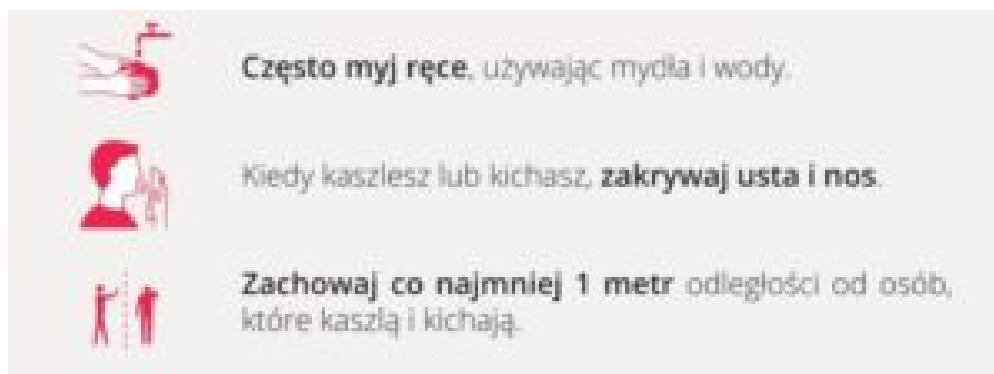 Często myj ręce, używając mydła i wody.
Kiedy kaszlesz lub kichasz, zakrywaj usta i nos.
Zachowaj co najmniej 1 metr odległości od osób,
które kaszlą i kichają.